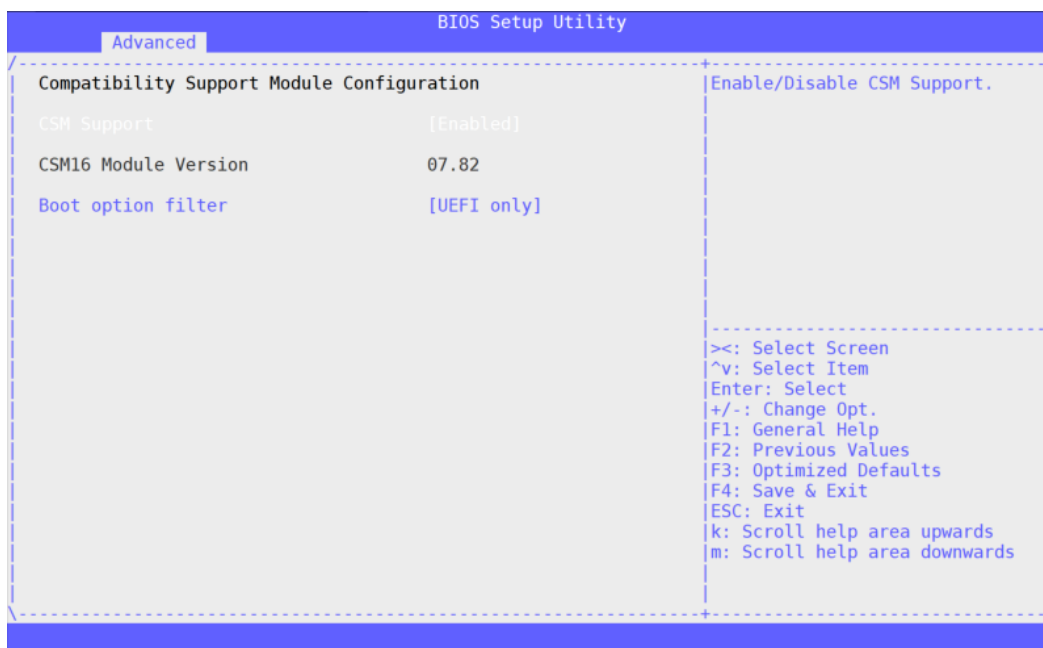 BIOS Setup Utility
Advanced
Compatibility Support Module Configuration
Enable/Disable CSM Support.
CSM Support [Enabled]
CSM16 Module Version 07.82
Boot option filter [UEFI only]
><: Select Screen
^v: Select Item
Enter: Select
+/-: Change Opt.
F1: General Help
F2: Previous Values
F3: Optimized Defaults
F4: Save & Exit
ESC: Exit
k: Scroll help area upwards
m: Scroll help area downwards